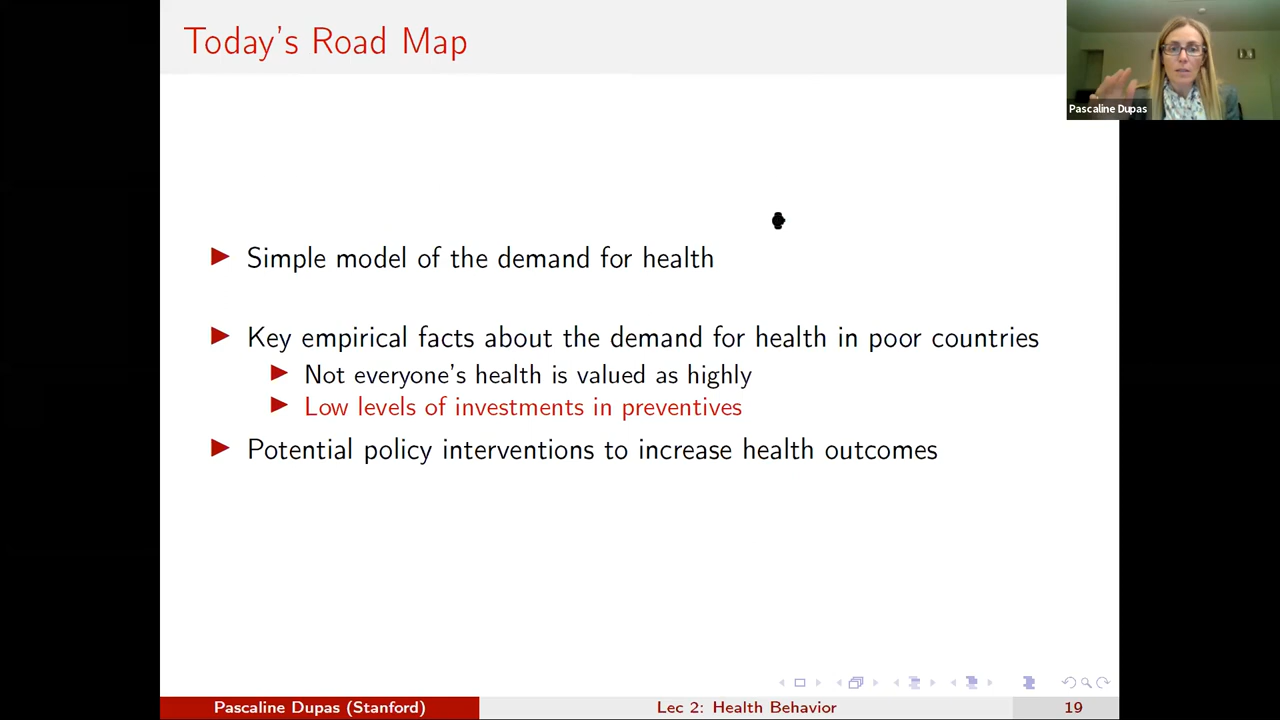 Today's Road Map
Pascaline Dupas
Simple model of the demand for health
Key empirical facts about the demand for health in poor countries
Not everyone's health is valued as highly
Low levels of investments in preventives
Potential policy interventions to increase health outcomes
Pascaline Dupas (Stanford)
Lec 2: Health Behavior
19